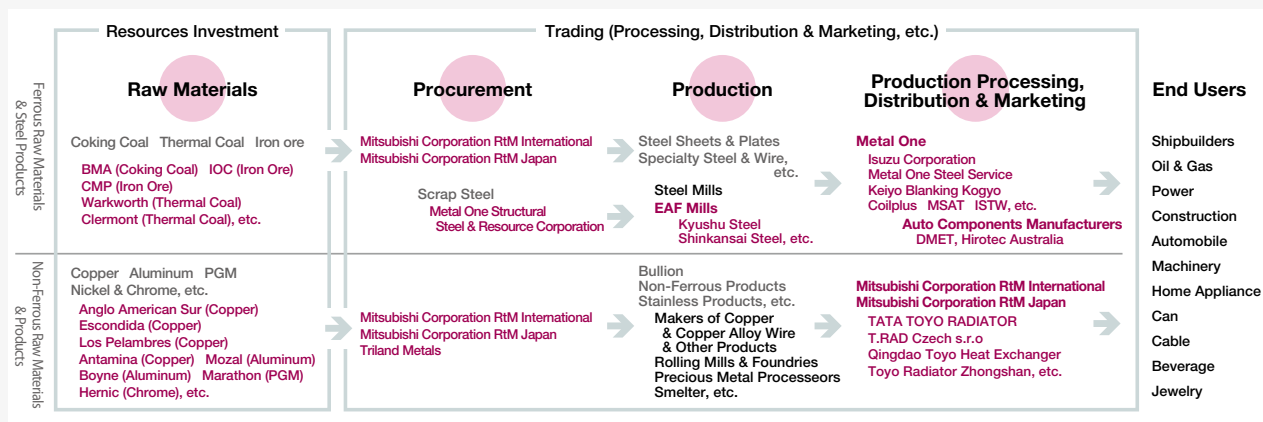 Resources Investment
Trading (Processing, Distribution & Marketing, etc.)
Raw Materials
Procurement
Production
Production Processing,
Distribution & Marketing
End Users
Ferrous Raw Materials
& Steel Products
Coking Coal Thermal Coal Iron ore
BMA (Coking Coal) IOC (Iron Ore)
CMP (Iron Ore)
Warkworth (Thermal Coal)
Clermont (Thermal Coal), etc.
Mitsubishi Corporation RtM International
Mitsubishi Corporation RtM Japan
Scrap Steel
Metal One Structural
Steel & Resource Corporation
Steel Sheets & Plates
Specialty Steel & Wire,
etc.
Steel Mills
EAF Mills
Kyushu Steel
Shinkansai Steel, etc.
Metal One
Isuzu Corporation
Metal One Steel Service
Keiyo Blanking Kogyo
Coilplus MSAT ISTW, etc.
Auto Components Manufacturers
DMET, Hirotec Australia
Non-Ferrous Raw Materials
& Products
Copper Aluminum PGM
Nickel & Chrome, etc.
Anglo American Sur (Copper)
Escondida (Copper)
Los Pelambres (Copper)
Antamina (Copper) Mozal (Aluminum)
Boyne (Aluminum) Marathon (PGM)
Hernic (Chrome), etc.
Mitsubishi Corporation RtM International
Mitsubishi Corporation RtM Japan
Triland Metals
Bullion
Non-Ferrous Products
Stainless Products, etc.
Makers of Copper
& Copper Alloy Wire
& Other Products
Rolling Mills & Foundries
Precious Metal Processeors
Smelter, etc.
Mitsubishi Corporation RtM International
Mitsubishi Corporation RtM Japan
TATA TOYO RADIATOR
T.RAD Czech s.r.o
Qingdao Toyo Heat Exchanger
Toyo Radiator Zhongshan, etc.
Shipbuilders
Oil & Gas
Power
Construction
Automobile
Machinery
Home Appliance
Can
Cable
Beverage
Jewelry